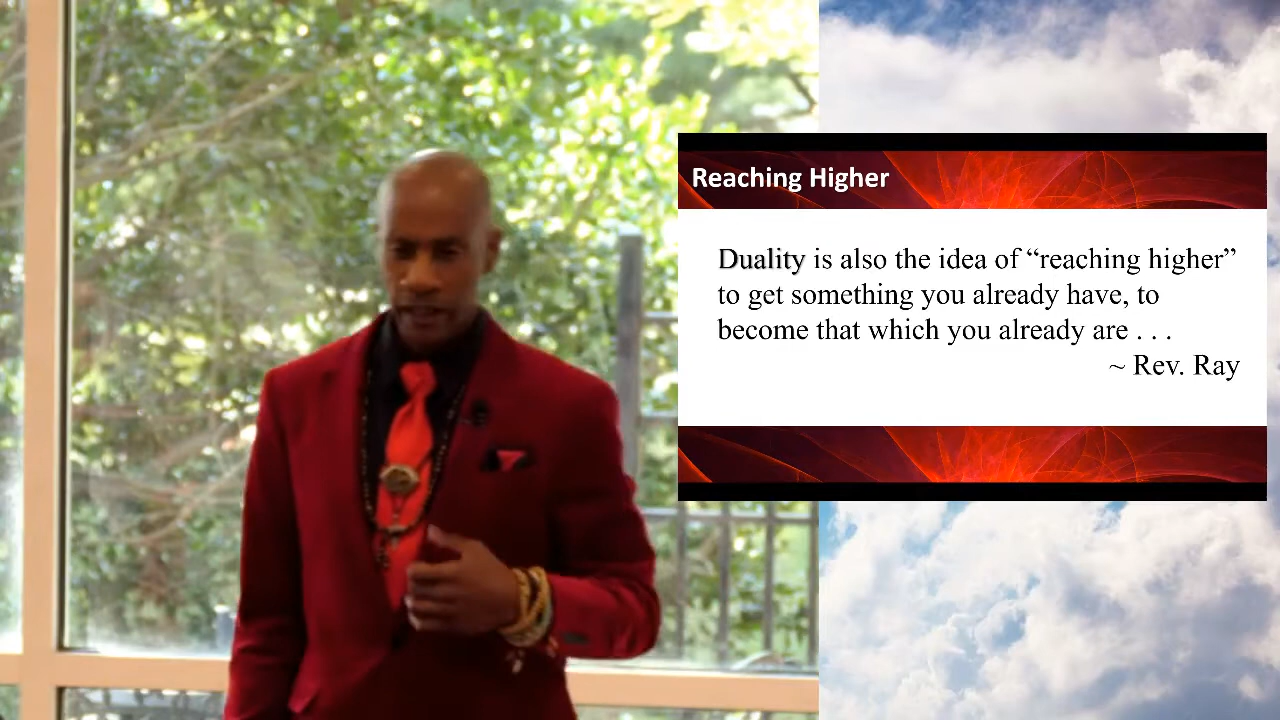 Reaching Higher
Duality is also the idea of “reaching higher”
to get something you already have, to
become that which you already are . . .
~ Rev. Ray